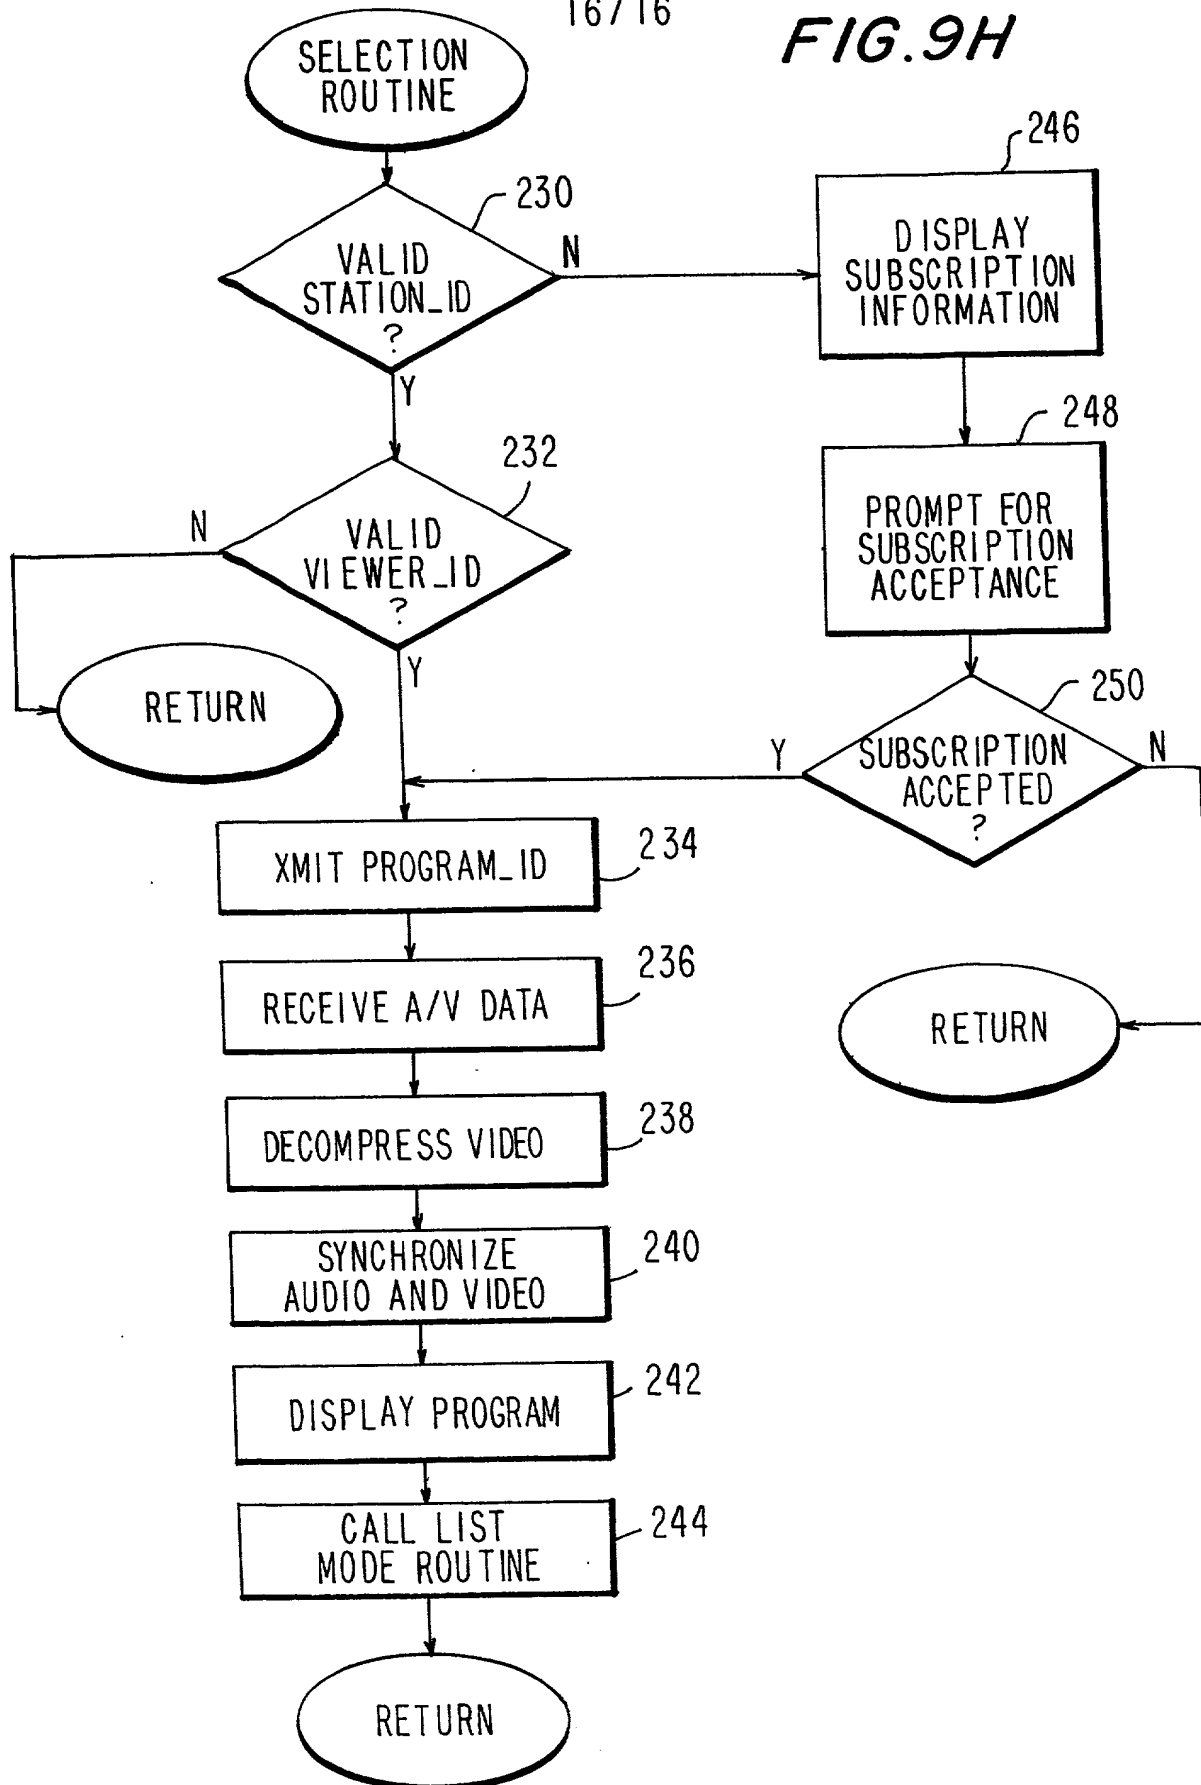 16/16
FIG.9H
SELECTION
ROUTINE
230
VALID
STATION_ID
?
N
Y
246
DISPLAY
SUBSCRIPTION
INFORMATION
232
VALID
VIEWER_ID
?
N
Y
RETURN
248
PROMPT FOR
SUBSCRIPTION
ACCEPTANCE
250
SUBSCRIPTION
ACCEPTED
?
Y
N
RETURN
XMIT PROGRAM_ID
234
RECEIVE A/V DATA
236
DECOMPRESS VIDEO
238
SYNCHRONIZE
AUDIO AND VIDEO
240
DISPLAY PROGRAM
242
CALL LIST
MODE ROUTINE
244
RETURN